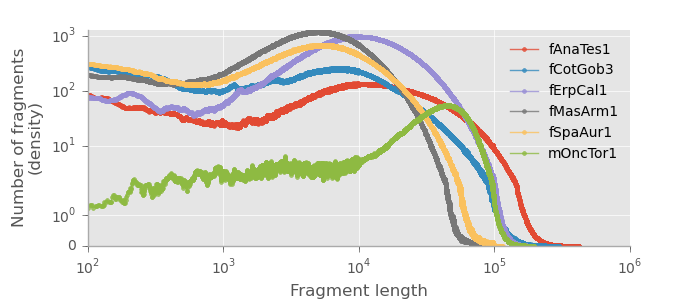 Number of fragments
(density)
10³
10²
10¹
10⁰
0
10²
10³
10⁴
10⁵
10⁶
Fragment length
fAnaTes1
fCotGob3
fErpCal1
fMasArm1
fSpaAur1
mOncTor1